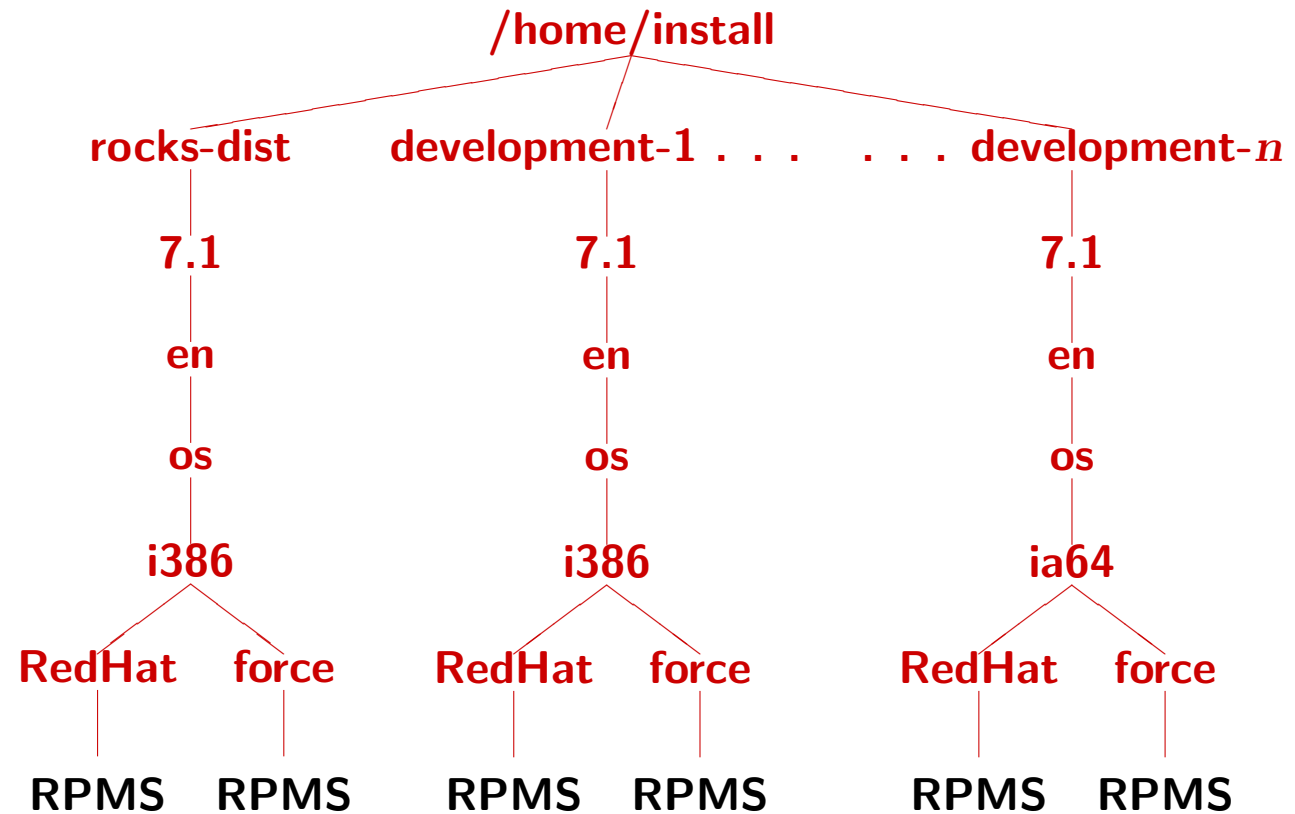 /home/install
rocks-dist development-1 . . . . . . development-n
7.1 7.1 7.1
en en en
os os os
i386 i386 ia64
RedHat force RedHat force RedHat force
RPMS RPMS RPMS RPMS RPMS RPMS